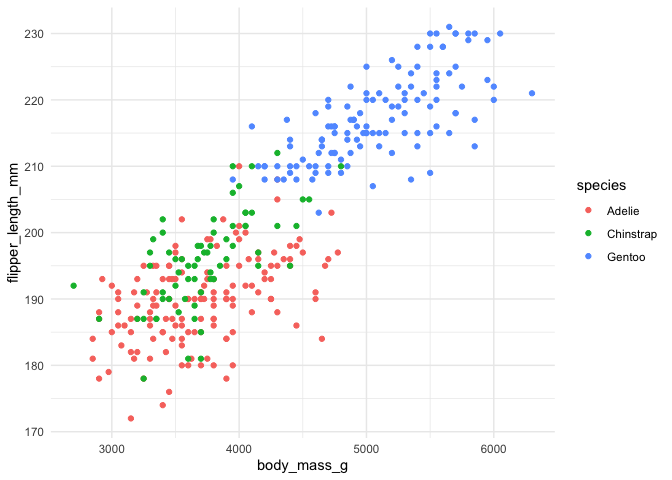 230
220
210
200
190
180
170
flipper_length_mm
3000
4000
5000
6000
body_mass_g
species
Adelie
Chinstrap
Gentoo